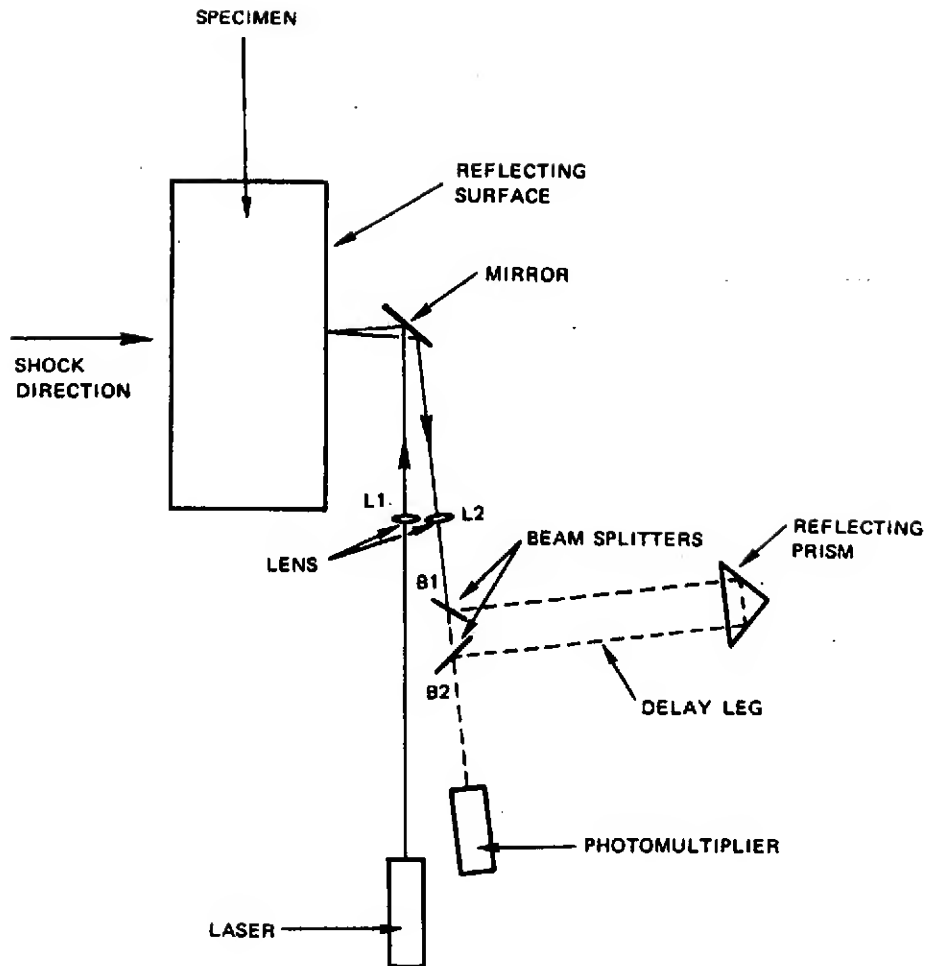 SPECIMEN
REFLECTING
SURFACE
MIRROR
SHOCK
DIRECTION
L1
L2
LENS
BEAM SPLITTERS
REFLECTING
PRISM
B1
B2
DELAY LEG
PHOTOMULTIPLIER
LASER